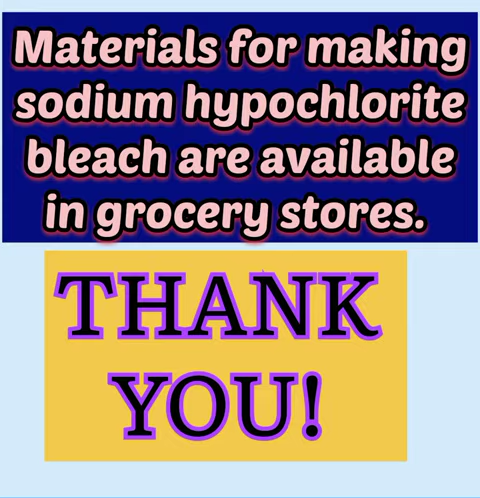 Materials for making
sodium hypochlorite
bleach are available
in grocery stores.
THANK
YOU!